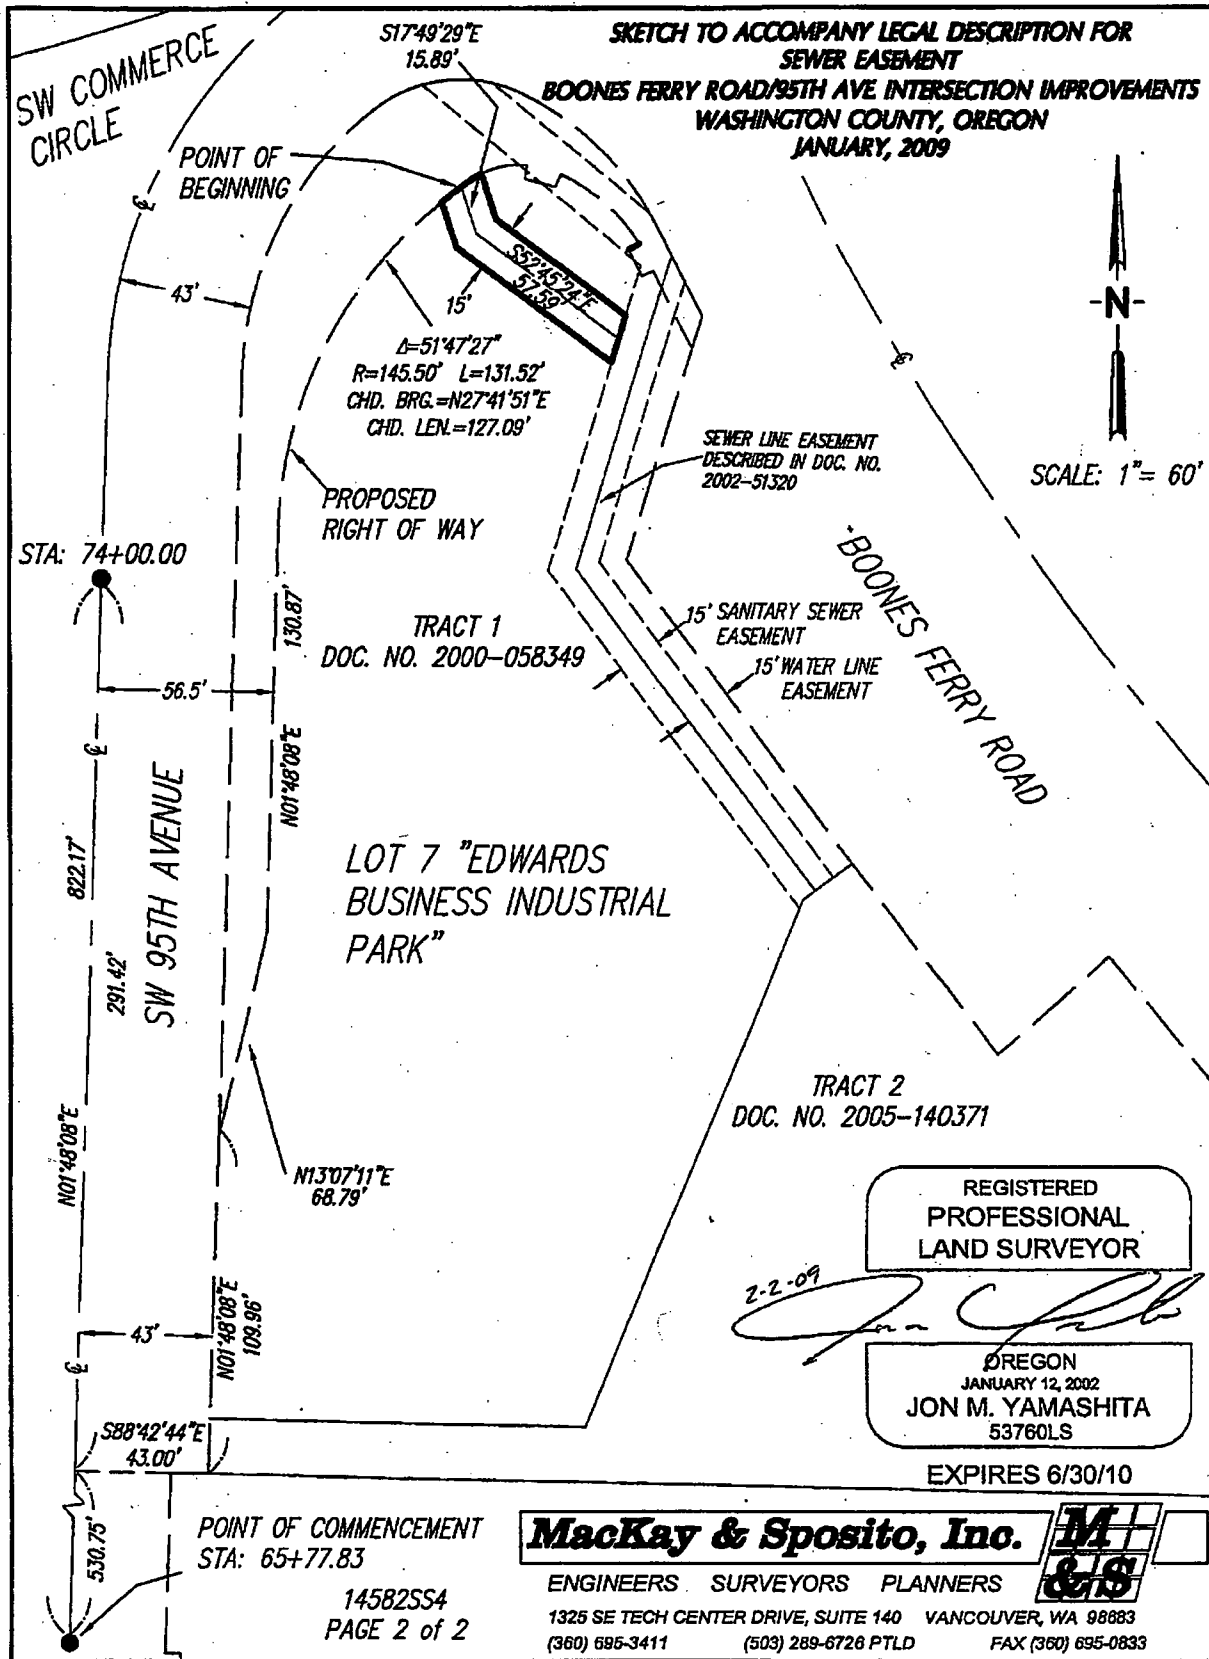 SKETCH TO ACCOMPANY LEGAL DESCRIPTION FOR
SEWER EASEMENT
BOONES FERRY ROAD/95TH AVE INTERSECTION IMPROVEMENTS
WASHINGTON COUNTY, OREGON
JANUARY, 2009
S17°49'29"E
15.89'
SW COMMERCE
CIRCLE
POINT OF
BEGINNING
43'
S52°45'24"E
57.59'
15'
Δ=51°47'27"
R=145.50' L=131.52'
CHD. BRG.=N27°41'51"E
CHD. LEN.=127.09'
N
SCALE: 1"= 60'
SEWER LINE EASEMENT
DESCRIBED IN DOC. NO.
2002-51320
PROPOSED
RIGHT OF WAY
STA: 74+00.00
BOONES FERRY ROAD
130.87'
N01°48'08"E
TRACT 1
DOC. NO. 2000-058349
15' SANITARY SEWER
EASEMENT
15' WATER LINE
EASEMENT
56.5'
SW 95TH AVENUE
822.17'
291.42'
N01°48'08"E
LOT 7 "EDWARDS
BUSINESS INDUSTRIAL
PARK"
TRACT 2
DOC. NO. 2005-140371
N13°07'11"E
68.79'
REGISTERED
PROFESSIONAL
LAND SURVEYOR
2-2-09
OREGON
JANUARY 12, 2002
JON M. YAMASHITA
53760LS
EXPIRES 6/30/10
43'
N01°48'08"E
109.96'
S88°42'44"E
43.00'
530.75'
POINT OF COMMENCEMENT
STA: 65+77.83
14582SS4
PAGE 2 of 2
MacKay & Sposito, Inc.
M
&S
ENGINEERS SURVEYORS PLANNERS
1325 SE TECH CENTER DRIVE, SUITE 140 VANCOUVER, WA 98683
(360) 695-3411 (503) 289-6726 PTLD FAX (360) 695-0833